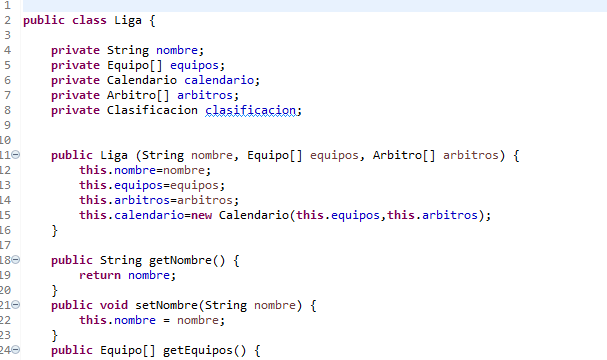 1
2 public class Liga {
3
4 private String nombre;
5 private Equipo[] equipos;
6 private Calendario calendario;
7 private Arbitro[] arbitros;
8 private Clasificacion clasificacion;
9
10
11 public Liga (String nombre, Equipo[] equipos, Arbitro[] arbitros) {
12 this.nombre=nombre;
13 this.equipos=equipos;
14 this.arbitros=arbitros;
15 this.calendario=new Calendario(this.equipos,this.arbitros);
16 }
17
18 public String getNombre() {
19 return nombre;
20 }
21 public void setNombre(String nombre) {
22 this.nombre = nombre;
23 }
24 public Equipo[] getEquipos() {